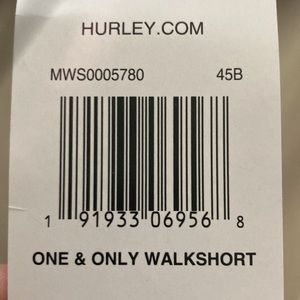 HURLEY.COM
MWS0005780 45B
1 91933 06956 8
ONE & ONLY WALKSHORT